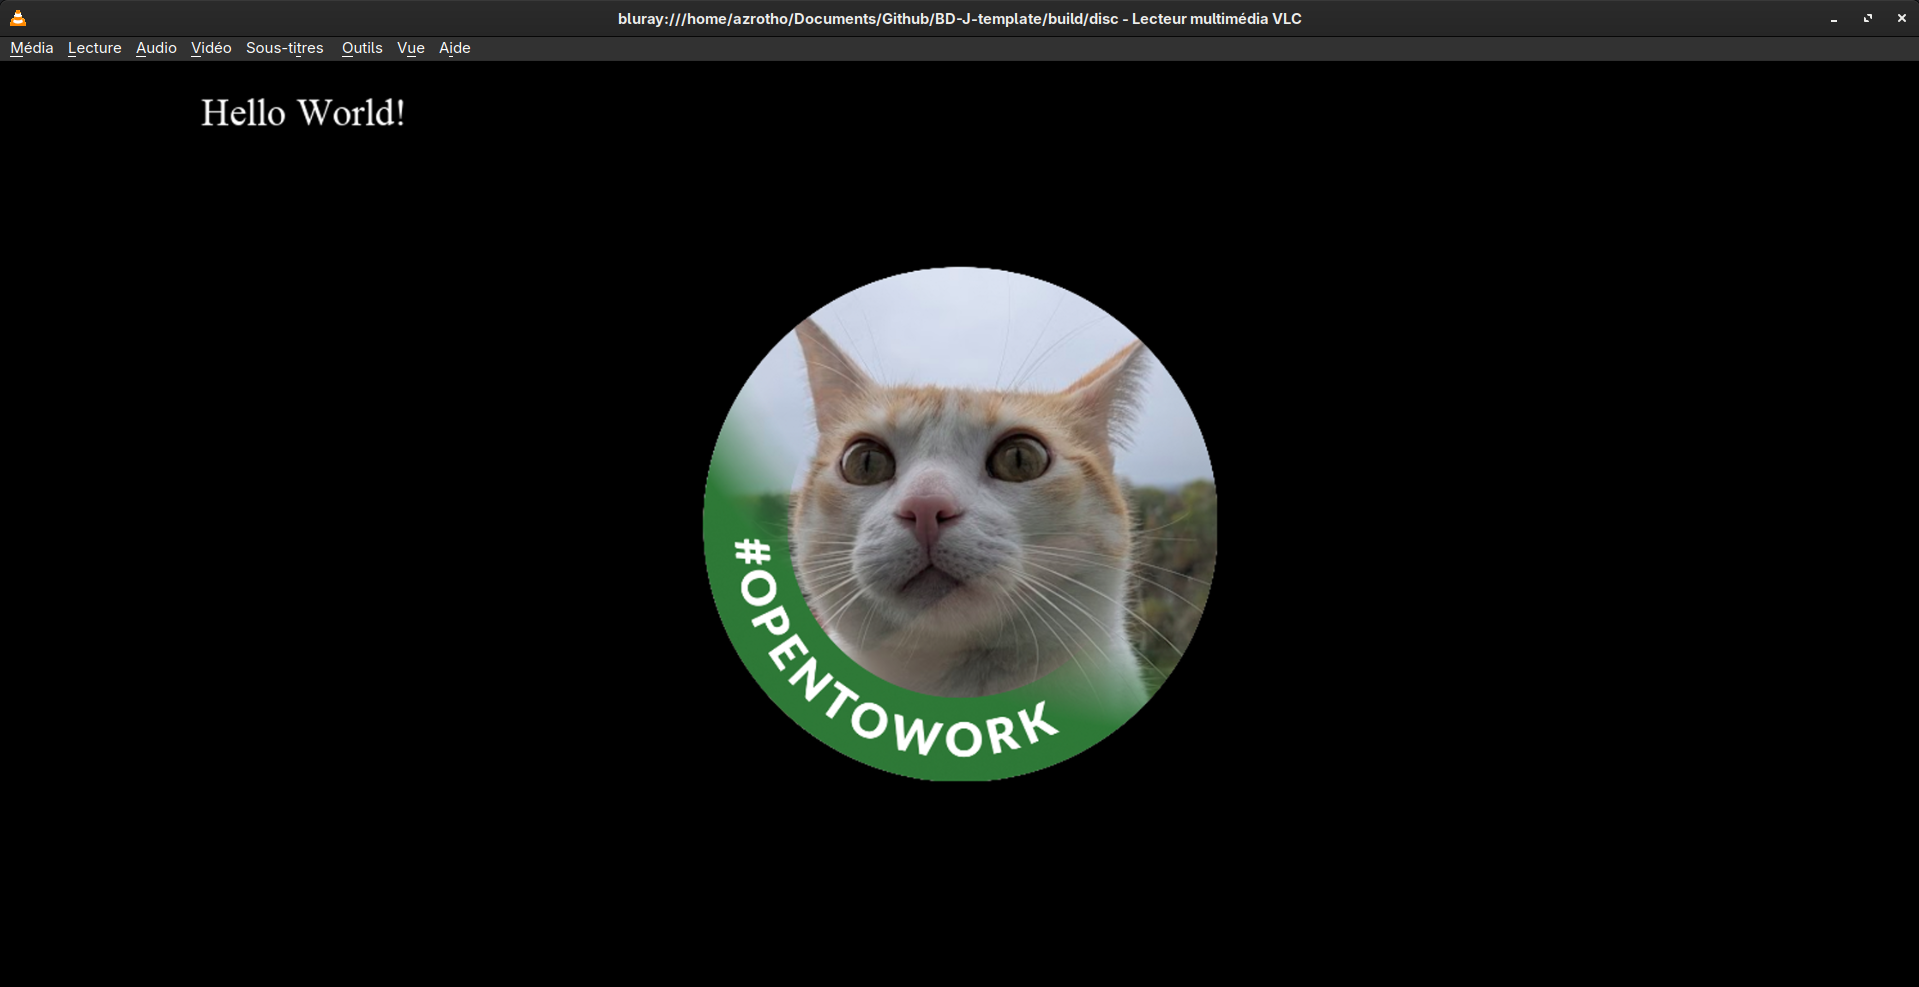 bluray:///home/azrotho/Documents/Github/BD-J-template/build/disc - Lecteur multimédia VLC
Média Lecture Audio Vidéo Sous-titres Outils Vue Aide
Hello World!
#OPENTOWORK